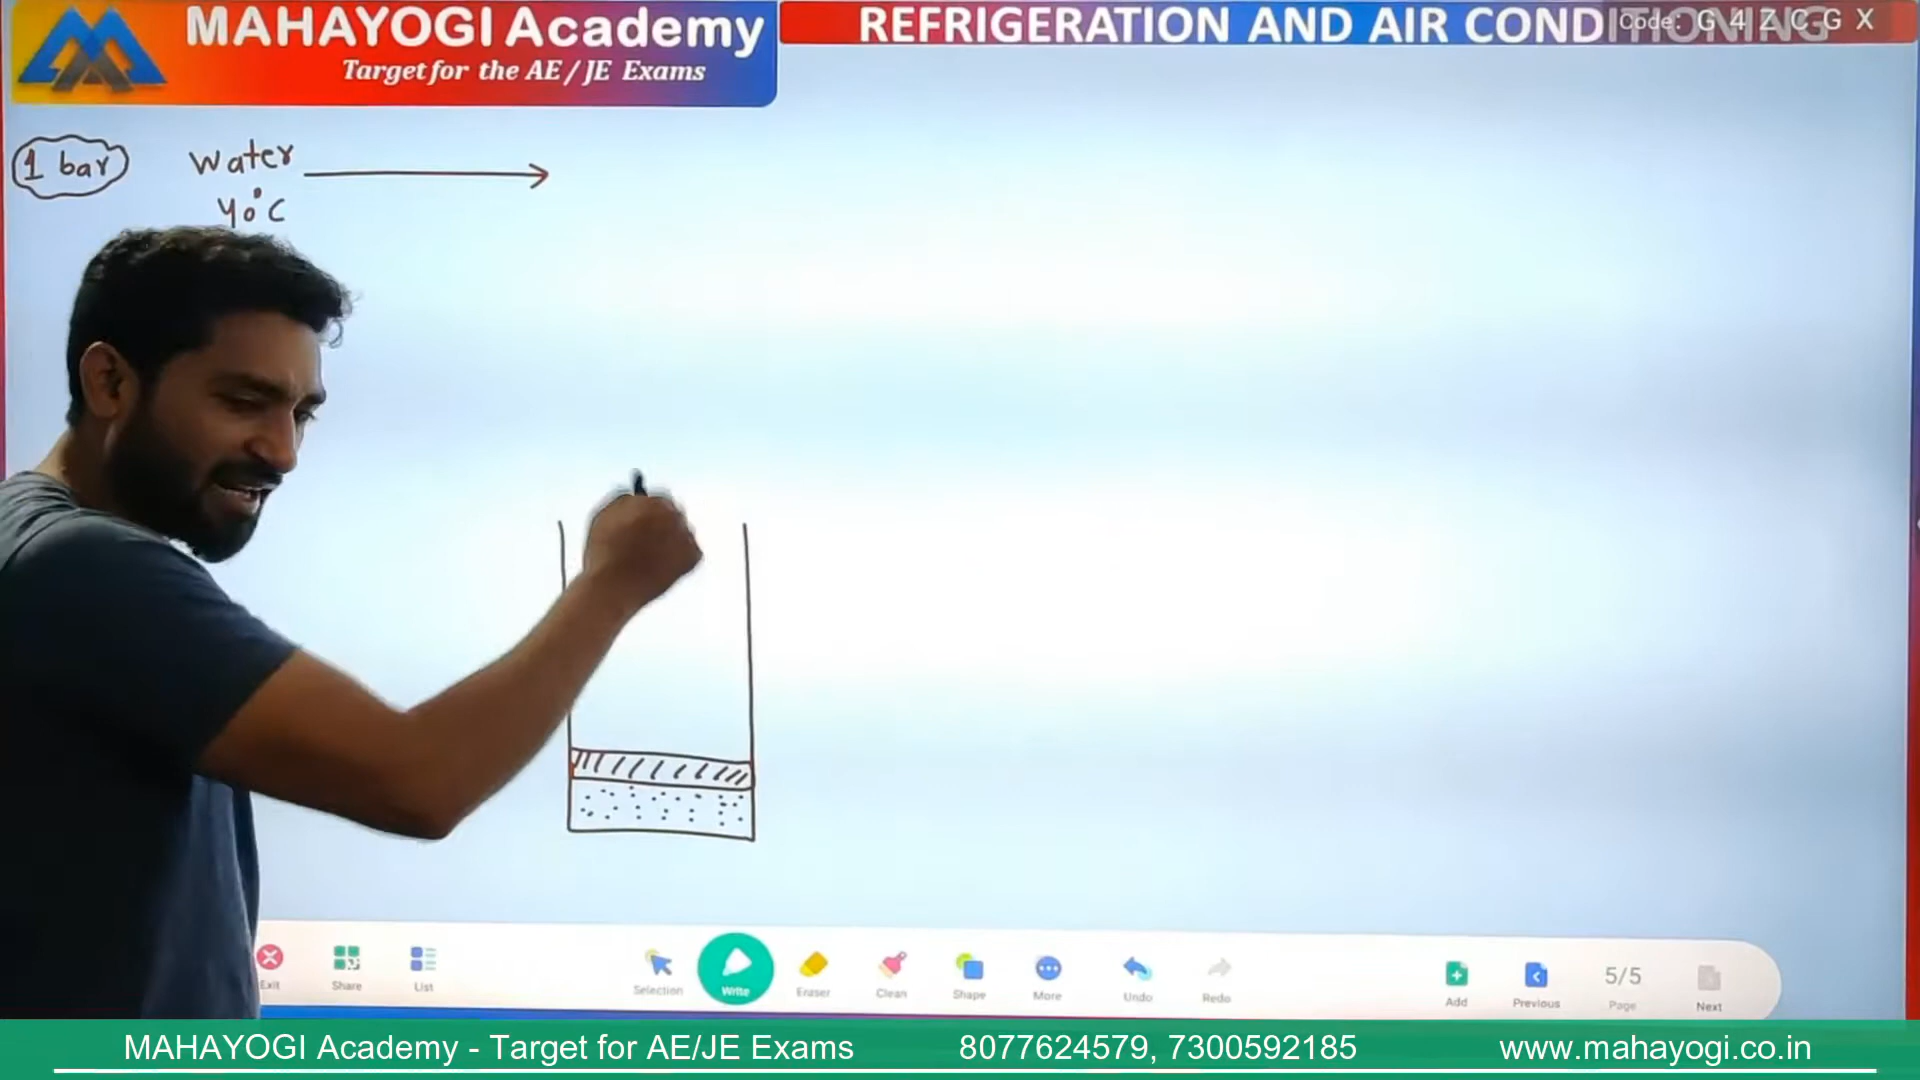 MAHAYOGI Academy
Target for the AE / JE Exams
REFRIGERATION AND AIR CONDITIONING
Code: G 4 Z C G X
1 bar
Water
40°C
Exit
Share
List
Selection
Write
Eraser
Clean
Shape
More
Undo
Redo
Add
Previous
5/5
Page
Next
MAHAYOGI Academy - Target for AE/JE Exams
8077624579, 7300592185
www.mahayogi.co.in